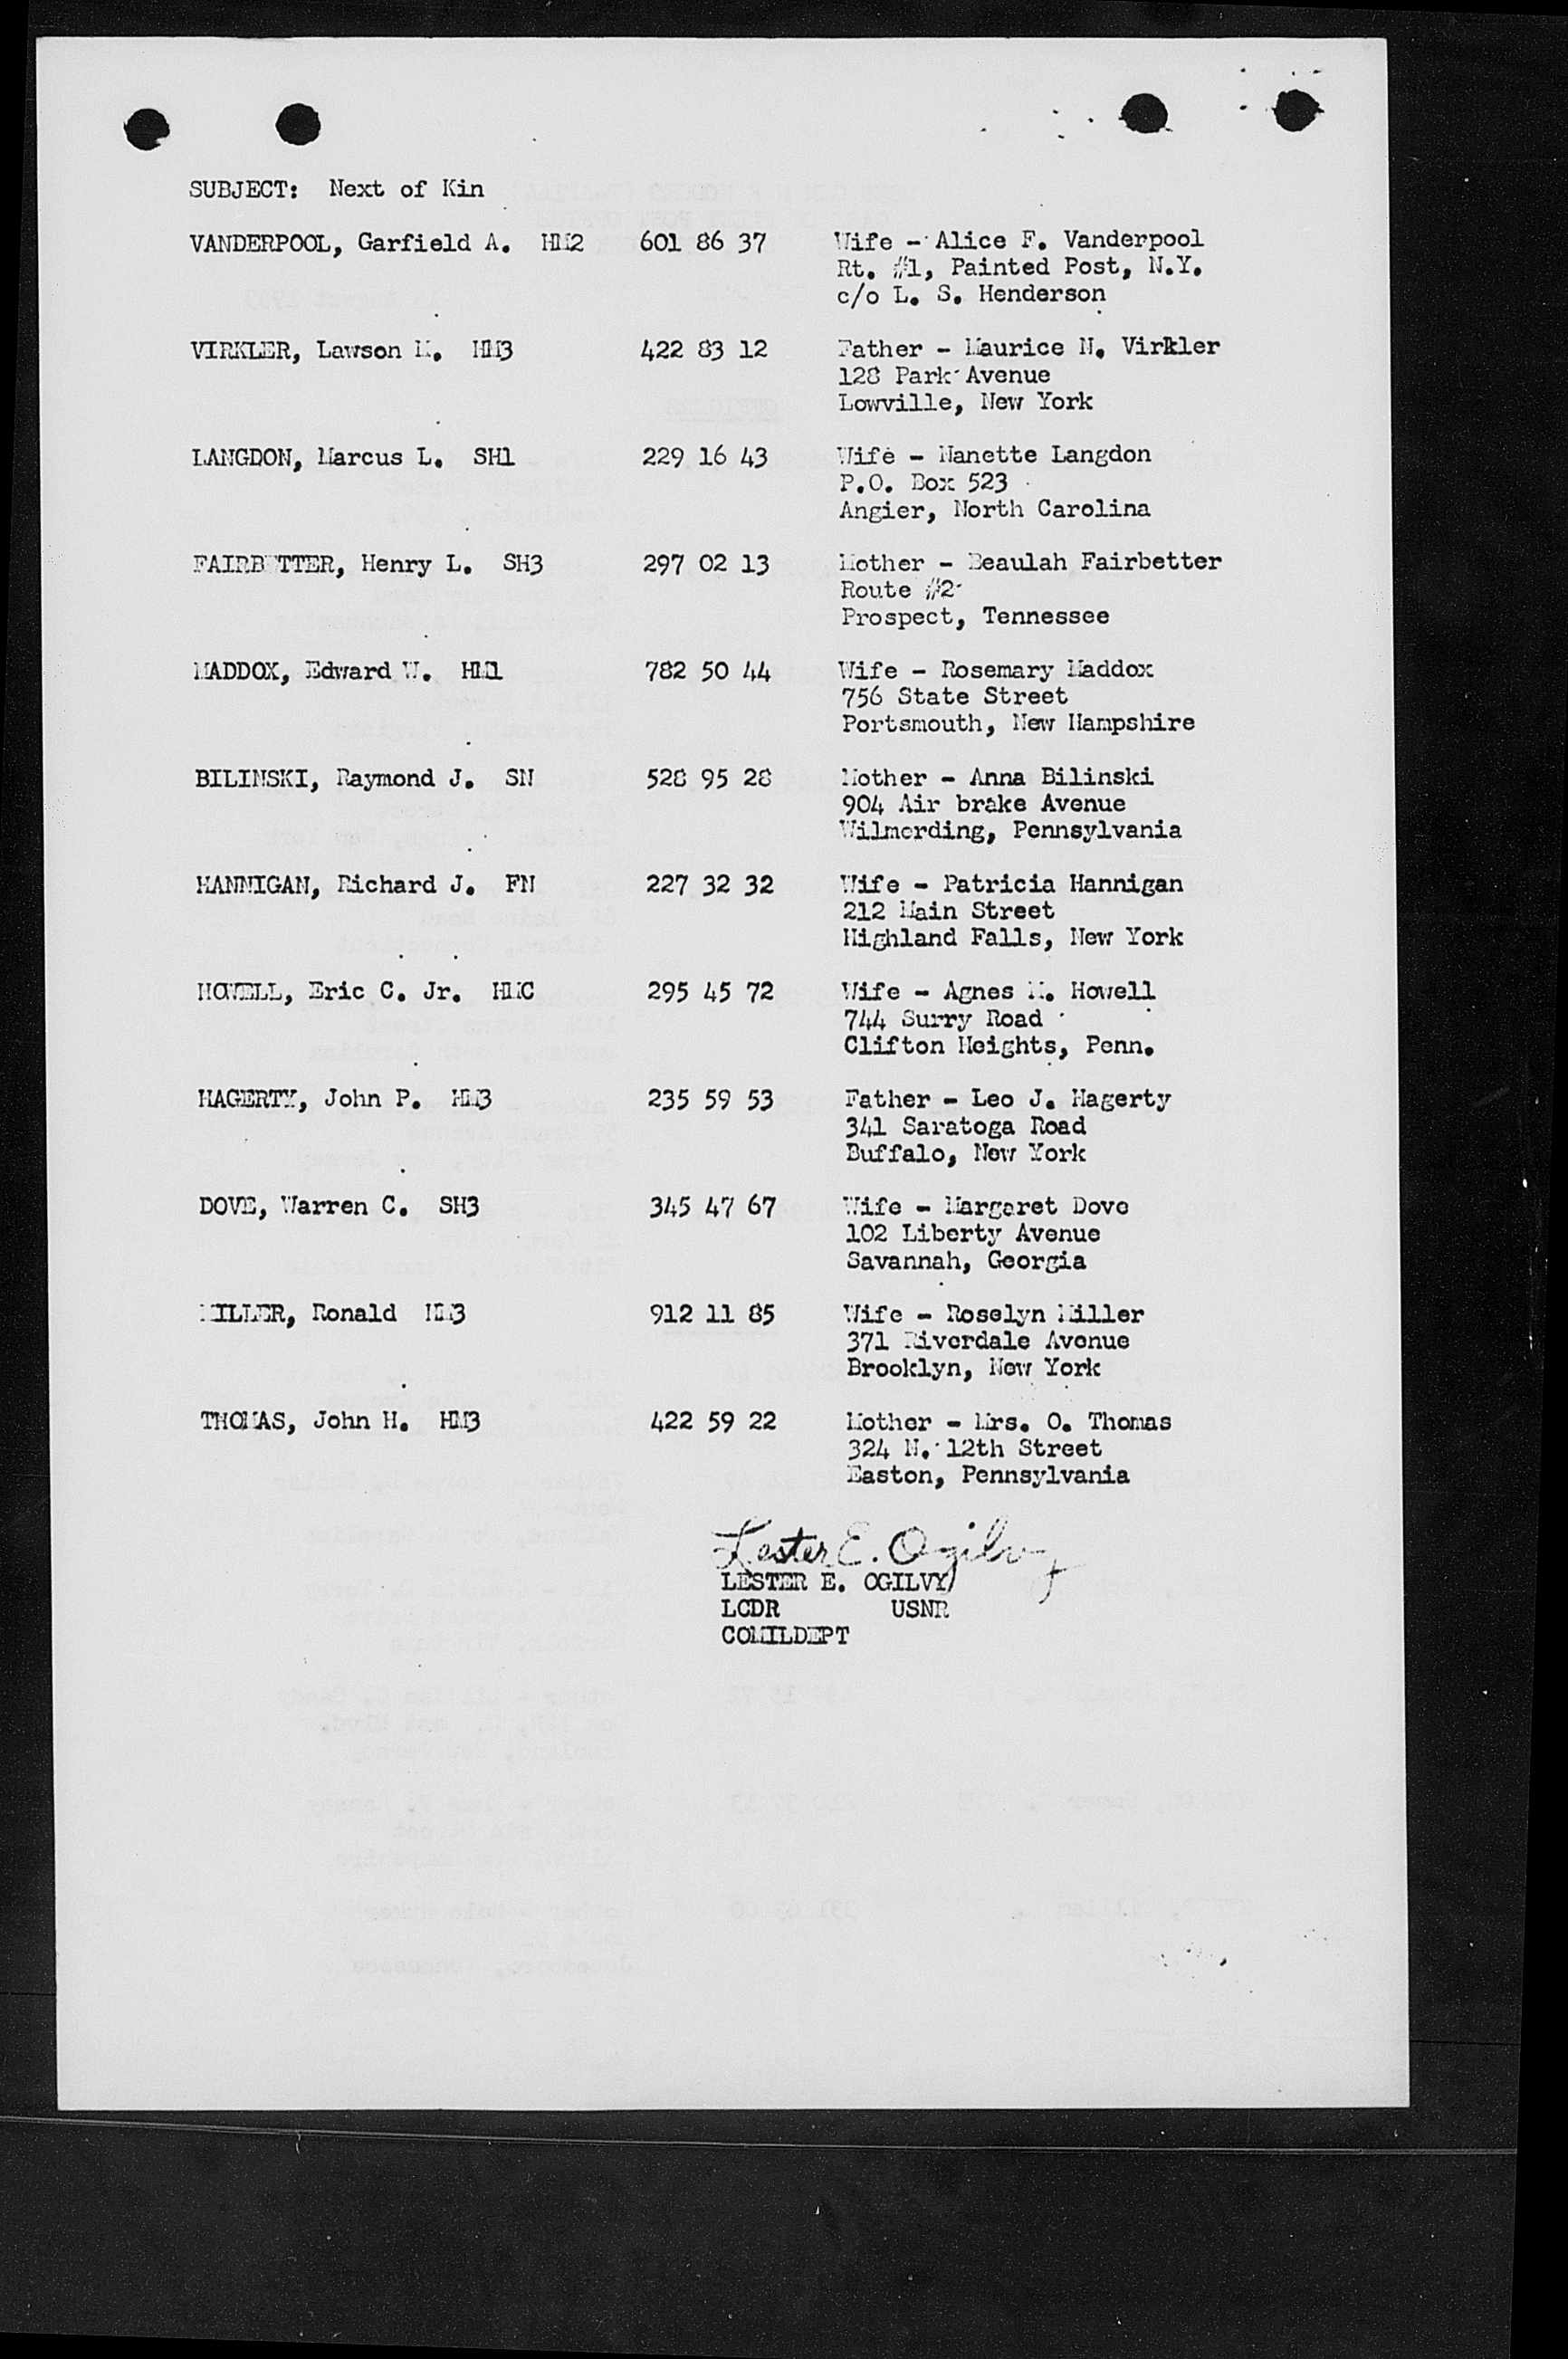 SUBJECT: Next of Kin
VANDERPOOL, Garfield A. HM2 601 86 37 Wife - Alice F. Vanderpool
Rt. #1, Painted Post, N.Y.
c/o L. S. Henderson
VIRKLER, Lawson M. HM3 422 83 12 Father - Maurice N. Virkler
128 Park Avenue
Lowville, New York
LANGDON, Marcus L. SH1 229 16 43 Wife - Nanette Langdon
P.O. Box 523
Angier, North Carolina
FAIRBETTER, Henry L. SH3 297 02 13 Mother - Beaulah Fairbetter
Route #2
Prospect, Tennessee
MADDOX, Edward W. HM1 782 50 44 Wife - Rosemary Maddox
756 State Street
Portsmouth, New Hampshire
BILINSKI, Raymond J. SN 528 95 28 Mother - Anna Bilinski
904 Air brake Avenue
Wilmerding, Pennsylvania
HANNIGAN, Richard J. FN 227 32 32 Wife - Patricia Hannigan
212 Main Street
Highland Falls, New York
HOWELL, Eric C. Jr. HMC 295 45 72 Wife - Agnes M. Howell
744 Surry Road
Clifton Heights, Penn.
HAGERTY, John P. HM3 235 59 53 Father - Leo J. Hagerty
341 Saratoga Road
Buffalo, New York
DOVE, Warren C. SH3 345 47 67 Wife - Margaret Dove
102 Liberty Avenue
Savannah, Georgia
MILLER, Ronald HM3 912 11 85 Wife - Roselyn Miller
371 Riverdale Avenue
Brooklyn, New York
THOMAS, John H. HM3 422 59 22 Mother - Mrs. O. Thomas
324 N. 12th Street
Easton, Pennsylvania
Lester E. Ogilvy
LESTER E. OGILVY
LCDR USNR
COMILDEPT